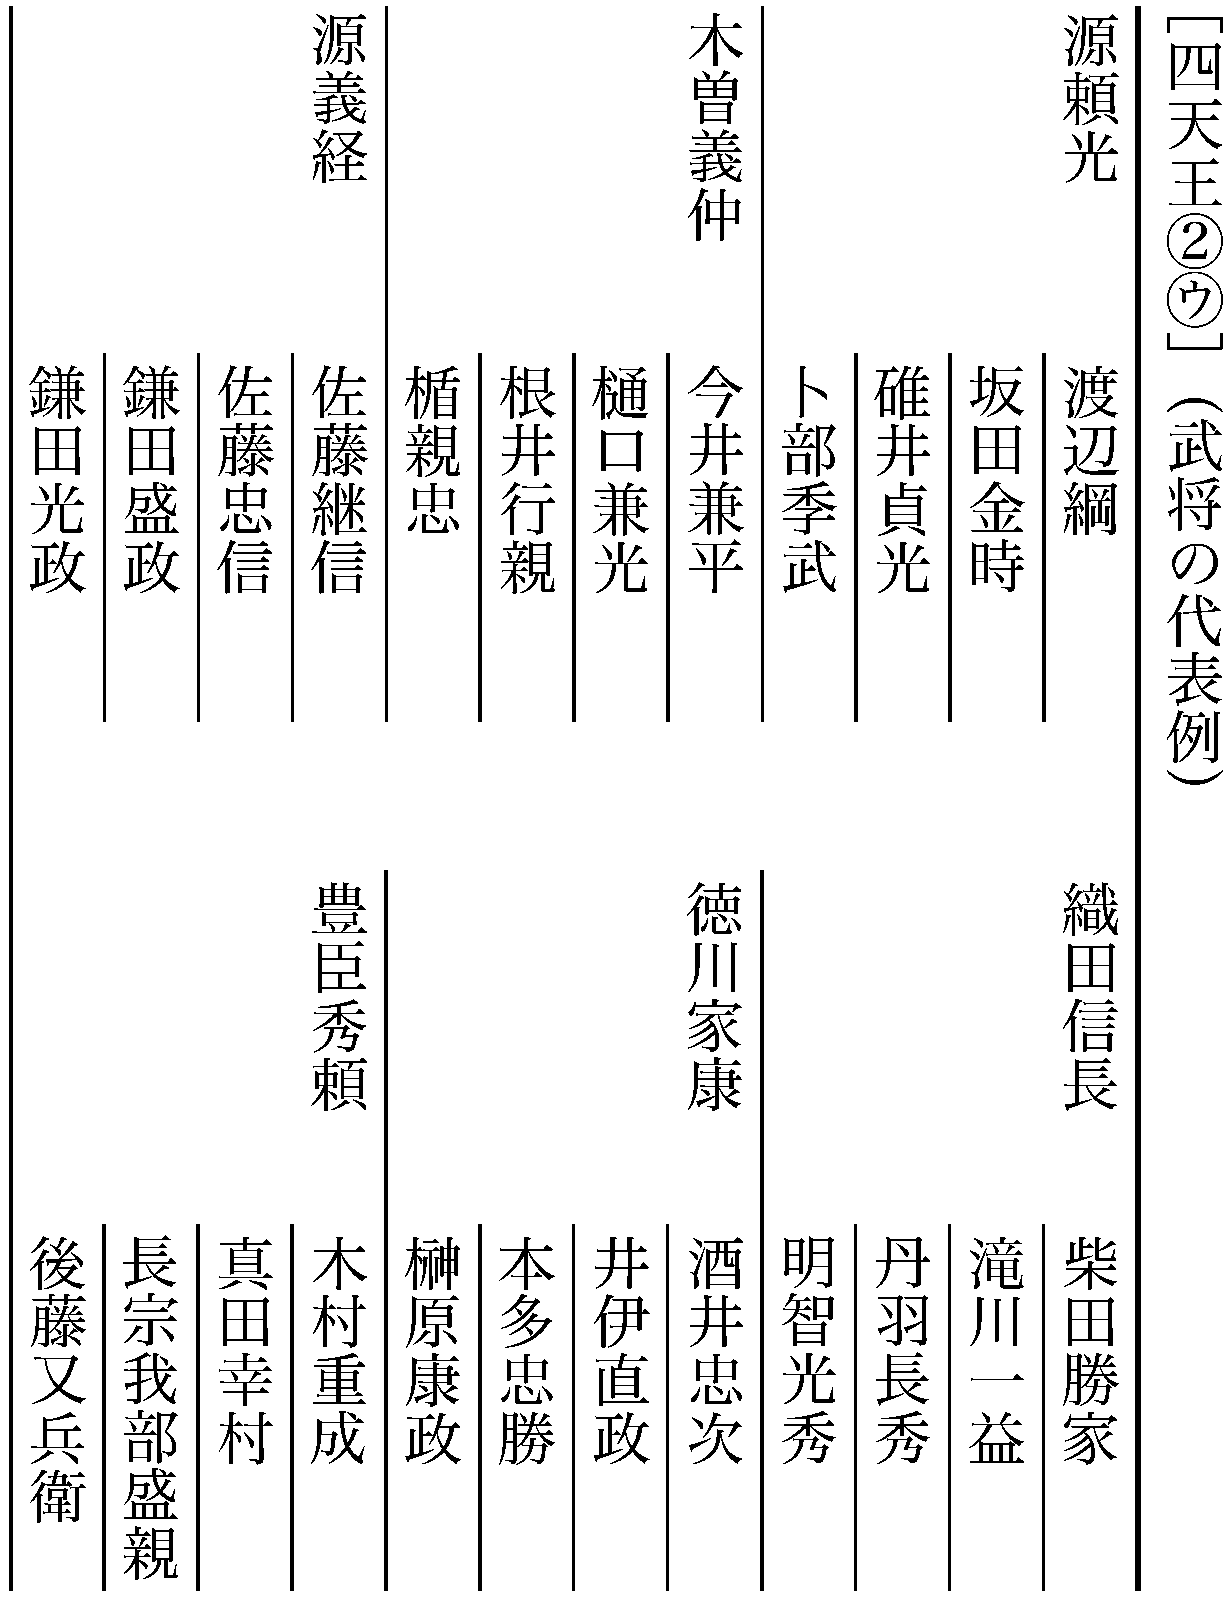 ［四天王②㋒］（武将の代表例）
源頼光
渡辺綱
坂田金時
碓井貞光
卜部季武
木曽義仲
今井兼平
樋口兼光
根井行親
楯親忠
源義経
佐藤継信
佐藤忠信
鎌田盛政
鎌田光政
織田信長
柴田勝家
滝川一益
丹羽長秀
明智光秀
徳川家康
酒井忠次
井伊直政
本多忠勝
榊原康政
豊臣秀頼
木村重成
真田幸村
長宗我部盛親
後藤又兵衛